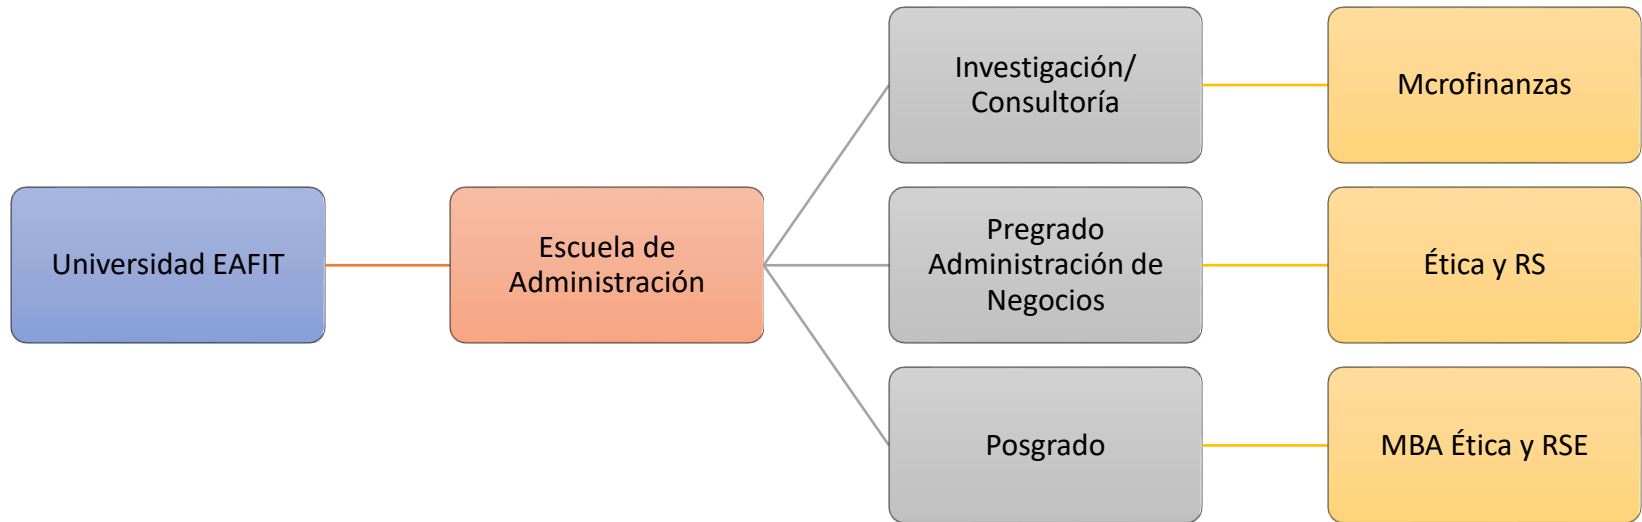 Universidad EAFIT
Escuela de
Administración
Investigación/
Consultoría
Mcrofinanzas
Pregrado
Administración de
Negocios
Ética y RS
Posgrado
MBA Ética y RSE